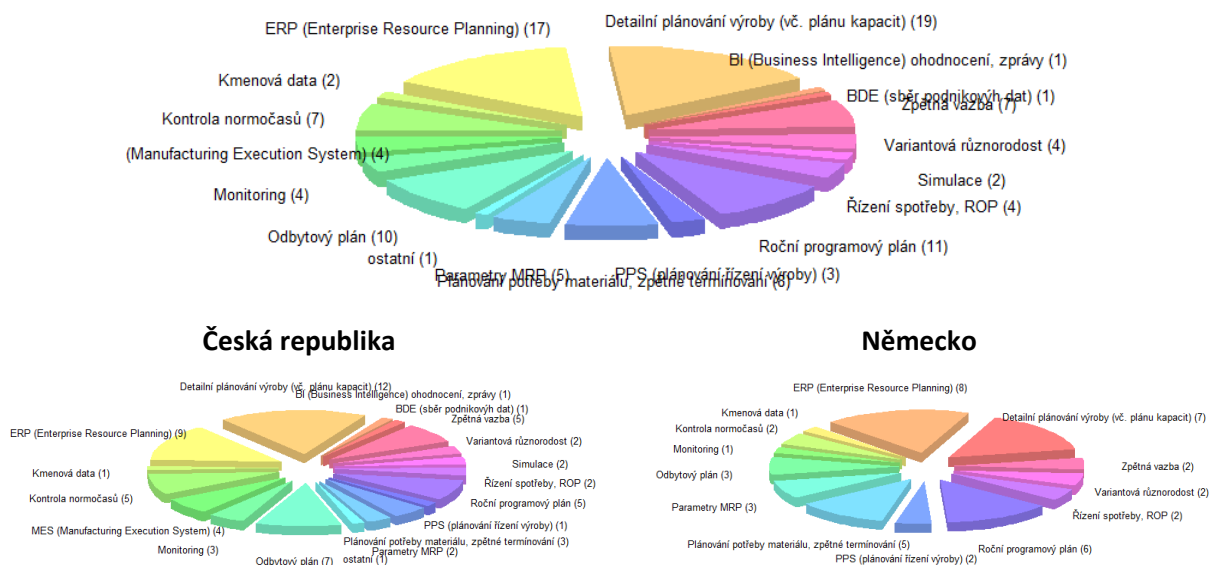 ERP (Enterprise Resource Planning) (17)
Detailní plánování výroby (vč. plánu kapacit) (19)
BI (Business Intelligence) ohodnocení, zprávy (1)
Kmenová data (2)
BDE (sběr podnikovýh dat) (1)
Zpětná vazba (7)
Kontrola normočasů (7)
Variantová různorodost (4)
(Manufacturing Execution System) (4)
Simulace (2)
Monitoring (4)
Řízení spotřeby, ROP (4)
Odbytový plán (10)
Roční programový plán (11)
ostatní (1)
Parametry MRP (5)
PPS (plánování řízení výroby) (3)
Plánování potřeby materiálu, zpětné termínování (6)
Česká republika
Německo
Detailní plánování výroby (vč. plánu kapacit) (12)
BI (Business Intelligence) ohodnocení, zprávy (1)
BDE (sběr podnikovýh dat) (1)
Zpětná vazba (5)
ERP (Enterprise Resource Planning) (9)
Variantová různorodost (2)
Simulace (2)
Kmenová data (1)
Řízení spotřeby, ROP (2)
Kontrola normočasů (5)
Roční programový plán (5)
MES (Manufacturing Execution System) (4)
PPS (plánování řízení výroby) (1)
Monitoring (3)
Plánování potřeby materiálu, zpětné termínování (3)
Parametry MRP (2)
Odbytový plán (7)
ostatní (1)
ERP (Enterprise Resource Planning) (8)
Kmenová data (1)
Detailní plánování výroby (vč. plánu kapacit) (7)
Kontrola normočasů (2)
Monitoring (1)
Zpětná vazba (2)
Odbytový plán (3)
Variantová různorodost (2)
Parametry MRP (3)
Řízení spotřeby, ROP (2)
Plánování potřeby materiálu, zpětné termínování (5)
Roční programový plán (6)
PPS (plánování řízení výroby) (2)